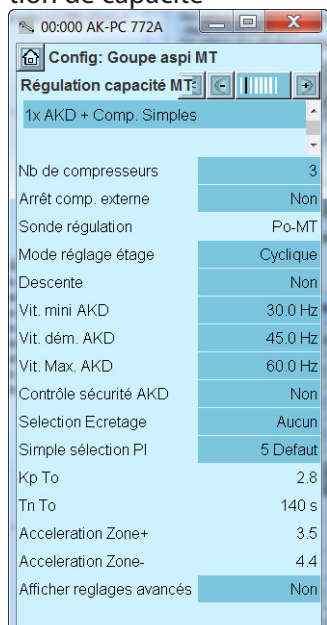 tion de capacité
00:000 AK-PC 772A
Config: Goupe aspi MT
Régulation capacité MT:
1x AKD + Comp. Simples
Nb de compresseurs 3
Arrêt comp. externe Non
Sonde régulation Po-MT
Mode réglage étage Cyclique
Descente Non
Vit. mini AKD 30.0 Hz
Vit. dém. AKD 45.0 Hz
Vit. Max. AKD 60.0 Hz
Contrôle sécurité AKD Non
Selection Ecretage Aucun
Simple sélection PI 5 Defaut
Kp To 2.8
Tn To 140 s
Acceleration Zone+ 3.5
Acceleration Zone- 4.4
Afficher reglages avancés Non